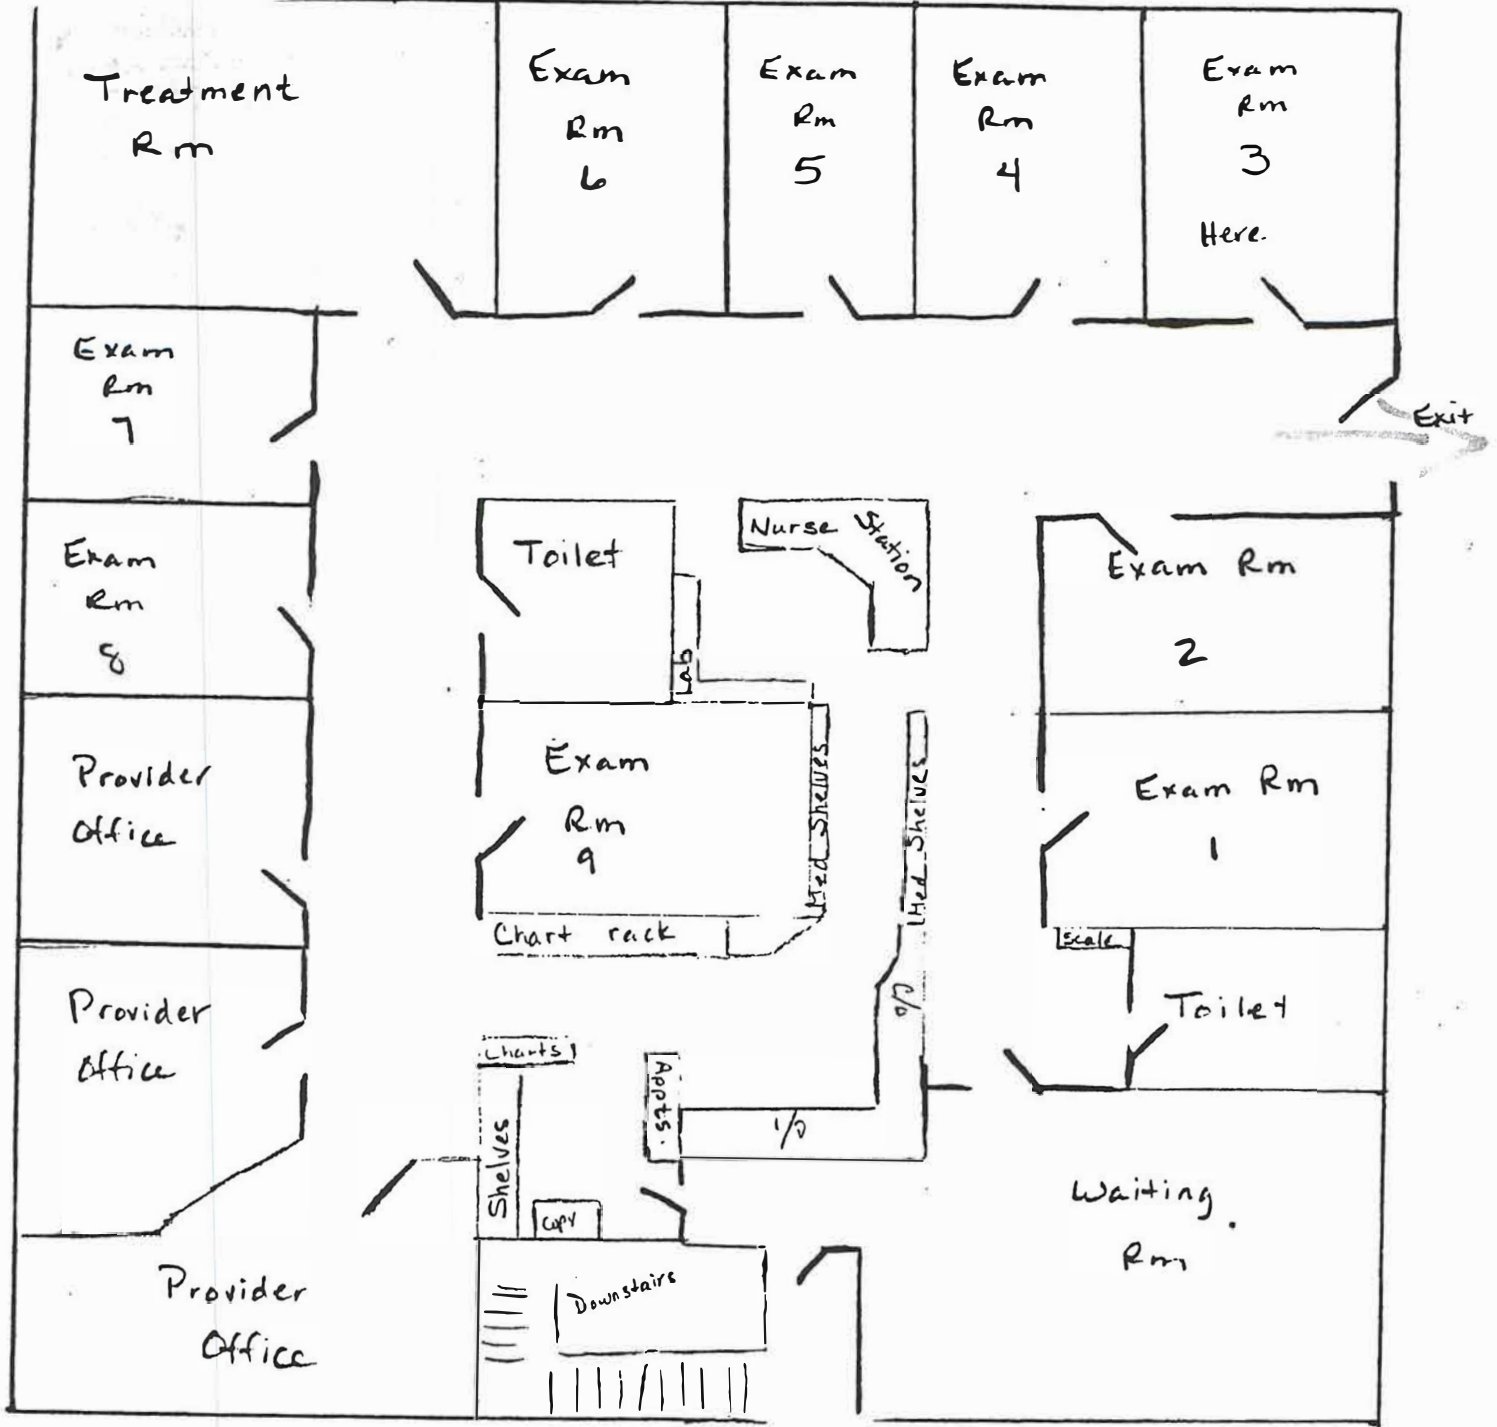 Treatment
Rm
Exam
Rm
6
Exam
Rm
5
Exam
Rm
4
Exam
Rm
3
Here.
Exam
Rm
7
Exit
Exam
Rm
8
Toilet
Lab
Nurse Station
Exam Rm
2
Provider
Office
Exam
Rm
9
Med Shelves
Med Shelves
Exam Rm
1
Chart rack
Scale
Toilet
Provider
Office
C/O
Charts
Appts.
I/O
Shelves
Copy
Waiting
Rm
Downstairs
Provider
Office